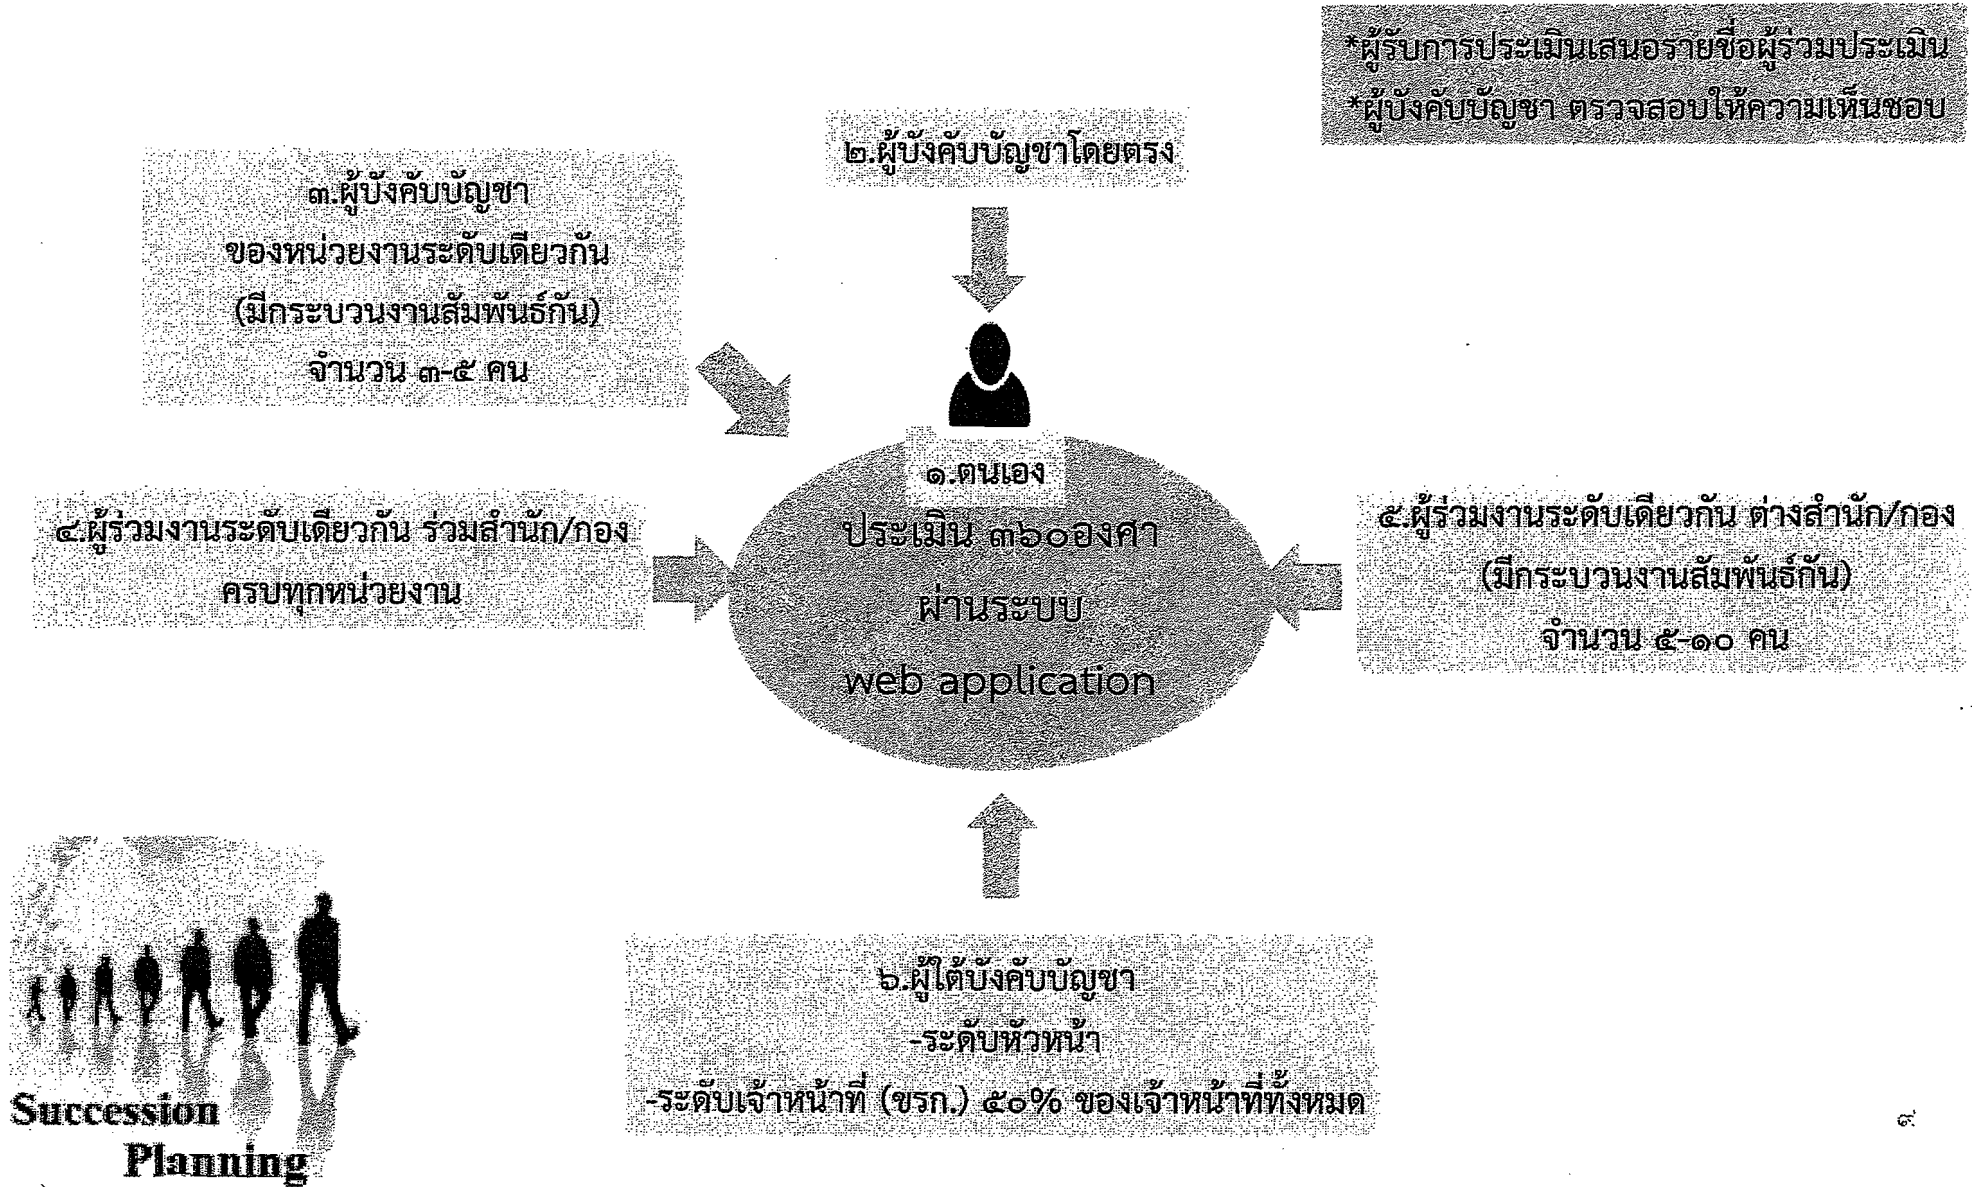 *ผู้รับการประเมินเสนอรายชื่อผู้ร่วมประเมิน
*ผู้บังคับบัญชา ตรวจสอบให้ความเห็นชอบ
๒.ผู้บังคับบัญชาโดยตรง
๓.ผู้บังคับบัญชา
ของหน่วยงานระดับเดียวกัน
(มีกระบวนงานสัมพันธ์กัน)
จำนวน ๓-๕ คน
๑.ตนเอง
ประเมิน ๓๖๐องศา
ผ่านระบบ
web application
๔.ผู้ร่วมงานระดับเดียวกัน ร่วมสำนัก/กอง
ครบทุกหน่วยงาน
๕.ผู้ร่วมงานระดับเดียวกัน ต่างสำนัก/กอง
(มีกระบวนงานสัมพันธ์กัน)
จำนวน ๕-๑๐ คน
๖.ผู้ใต้บังคับบัญชา
-ระดับหัวหน้า
-ระดับเจ้าหน้าที่ (ขรก.) ๕๐% ของเจ้าหน้าที่ทั้งหมด
Succession
Planning
๙